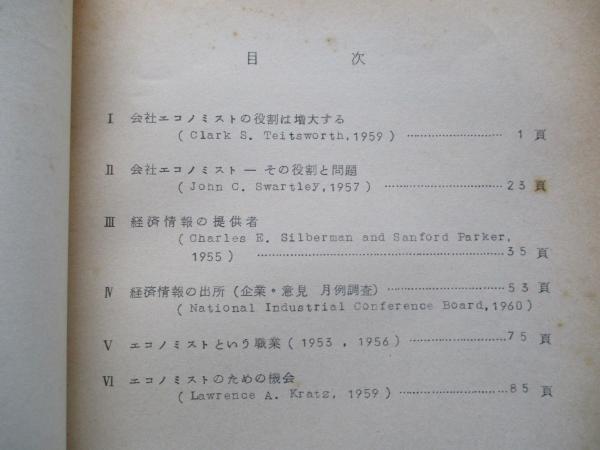 目 次
I 会社エコノミストの役割は増大する
(Clark S. Teitsworth, 1959) ………………………… 1 頁
II 会社エコノミスト ― その役割と問題
(John C. Swartley, 1957) ………………………… 23 頁
III 経済情報の提供者
(Charles E. Silberman and Sanford Parker,
1955) ………………………… 35 頁
IV 経済情報の出所 (企業・意見 月例調査) ………… 53 頁
(National Industrial Conference Board, 1960)
V エコノミストという職業 (1953, 1956) ………… 75 頁
VI エコノミストのための機会
(Lawrence A. Kratz, 1959) ………………………… 85 頁